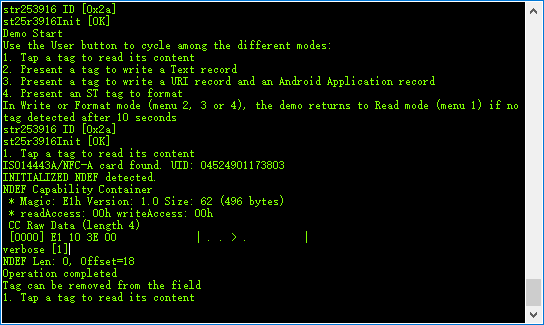 str253916 ID [0x2a]
st25r3916Init [OK]
Demo Start
Use the User button to cycle among the different modes:
1. Tap a tag to read its content
2. Present a tag to write a Text record
3. Present a tag to write a URI record and an Android Application record
4. Present an ST tag to format
In Write or Format mode (menu 2, 3 or 4), the demo returns to Read mode (menu 1) if no
tag detected after 10 seconds
str253916 ID [0x2a]
st25r3916Init [OK]
1. Tap a tag to read its content
ISO14443A/NFC-A card found. UID: 04524901173803
INITIALIZED NDEF detected.
NDEF Capability Container
* Magic: E1h Version: 1.0 Size: 62 (496 bytes)
* readAccess: 00h writeAccess: 00h
CC Raw Data (length 4)
[0000] E1 10 3E 00 | . . > . |
verbose [1]
NDEF Len: 0, Offset=18
Operation completed
Tag can be removed from the field
1. Tap a tag to read its content